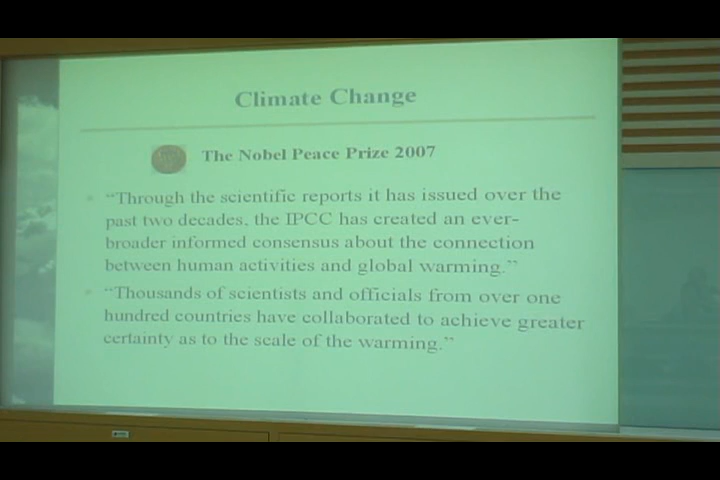 Climate Change
The Nobel Peace Prize 2007
“Through the scientific reports it has issued over the
past two decades, the IPCC has created an ever-
broader informed consensus about the connection
between human activities and global warming.”
“Thousands of scientists and officials from over one
hundred countries have collaborated to achieve greater
certainty as to the scale of the warming.”